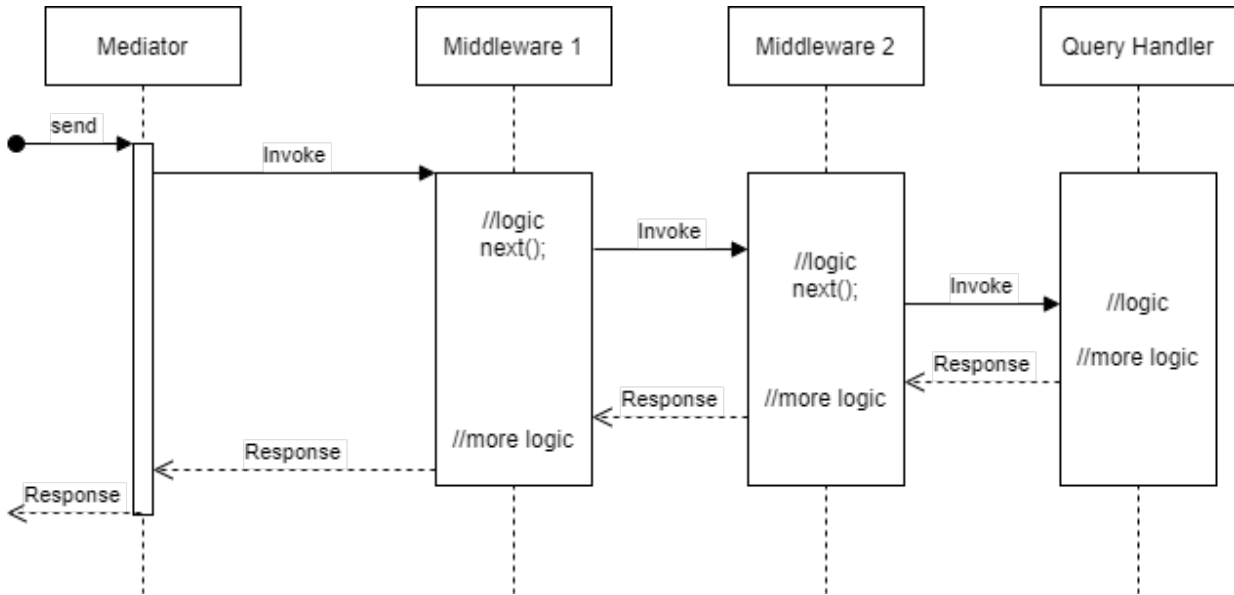 Mediator
Middleware 1
Middleware 2
Query Handler
send
Invoke
//logic
next();
Invoke
//logic
next();
Invoke
//logic
//more logic
Response
//more logic
Response
//more logic
Response
Response